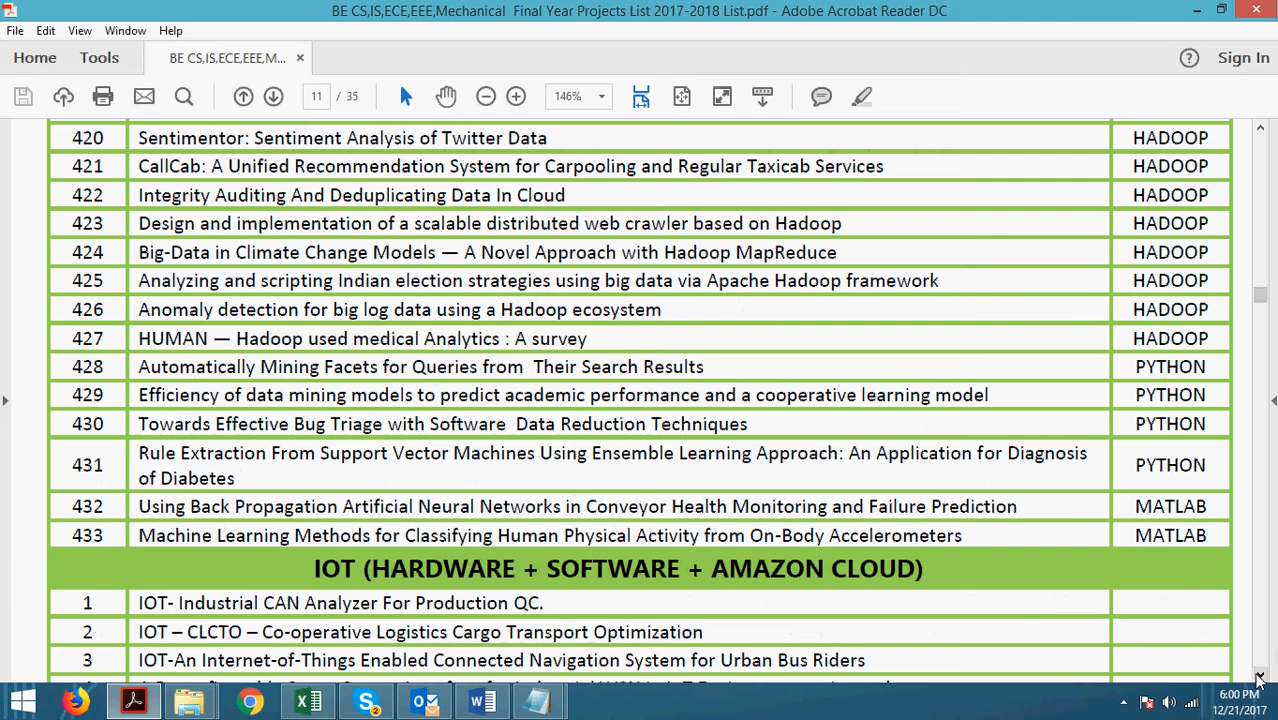 BE CS,IS,ECE,EEE,Mechanical Final Year Projects List 2017-2018 List.pdf - Adobe Acrobat Reader DC
File Edit View Window Help
Home Tools BE CS,IS,ECE,EEE,M... × ? Sign In
11 / 35 146%
420 Sentimentor: Sentiment Analysis of Twitter Data HADOOP
421 CallCab: A Unified Recommendation System for Carpooling and Regular Taxicab Services HADOOP
422 Integrity Auditing And Deduplicating Data In Cloud HADOOP
423 Design and implementation of a scalable distributed web crawler based on Hadoop HADOOP
424 Big-Data in Climate Change Models — A Novel Approach with Hadoop MapReduce HADOOP
425 Analyzing and scripting Indian election strategies using big data via Apache Hadoop framework HADOOP
426 Anomaly detection for big log data using a Hadoop ecosystem HADOOP
427 HUMAN — Hadoop used medical Analytics : A survey HADOOP
428 Automatically Mining Facets for Queries from Their Search Results PYTHON
429 Efficiency of data mining models to predict academic performance and a cooperative learning model PYTHON
430 Towards Effective Bug Triage with Software Data Reduction Techniques PYTHON
431 Rule Extraction From Support Vector Machines Using Ensemble Learning Approach: An Application for Diagnosis PYTHON
of Diabetes
432 Using Back Propagation Artificial Neural Networks in Conveyor Health Monitoring and Failure Prediction MATLAB
433 Machine Learning Methods for Classifying Human Physical Activity from On-Body Accelerometers MATLAB
IOT (HARDWARE + SOFTWARE + AMAZON CLOUD)
1 IOT- Industrial CAN Analyzer For Production QC.
2 IOT – CLCTO – Co-operative Logistics Cargo Transport Optimization
3 IOT-An Internet-of-Things Enabled Connected Navigation System for Urban Bus Riders
6:00 PM
12/21/2017